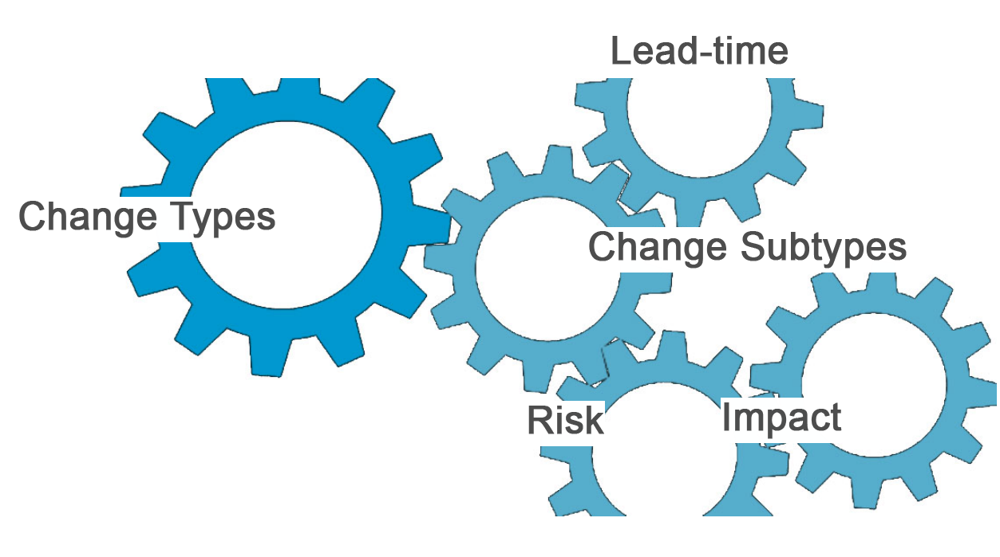 Lead-time
Change Types
Change Subtypes
Risk
Impact